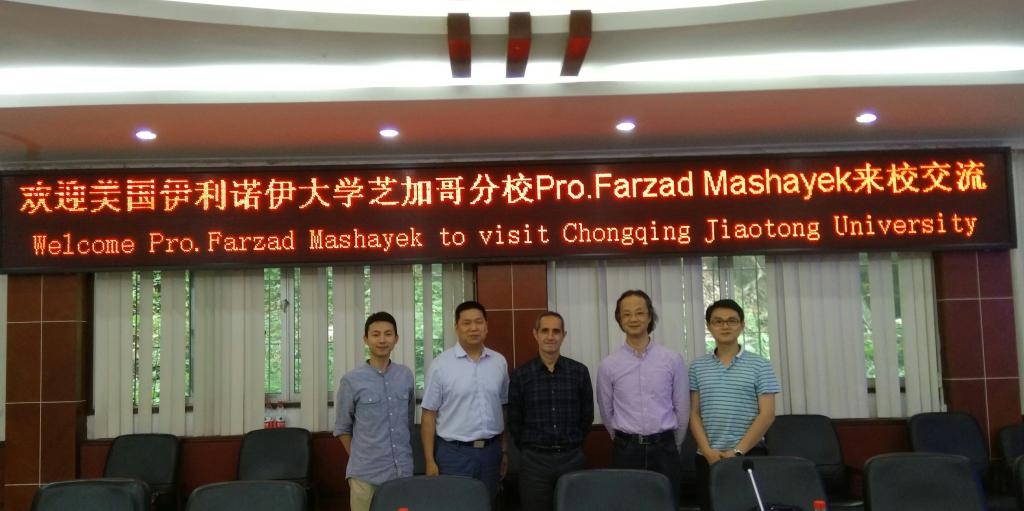 欢迎美国伊利诺伊大学芝加哥分校Pro.Farzad Mashayek来校交流
Welcome Pro.Farzad Mashayek to visit Chongqing Jiaotong University